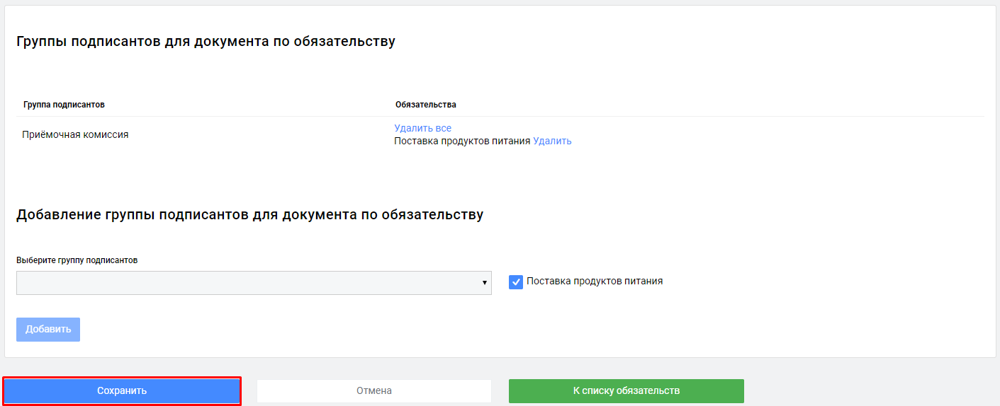 Группы подписантов для документа по обязательству
Группа подписантов Обязательства
Приёмочная комиссия
Удалить все
Поставка продуктов питания Удалить
Добавление группы подписантов для документа по обязательству
Выберите группу подписантов
Поставка продуктов питания
Добавить
Сохранить Отмена К списку обязательств